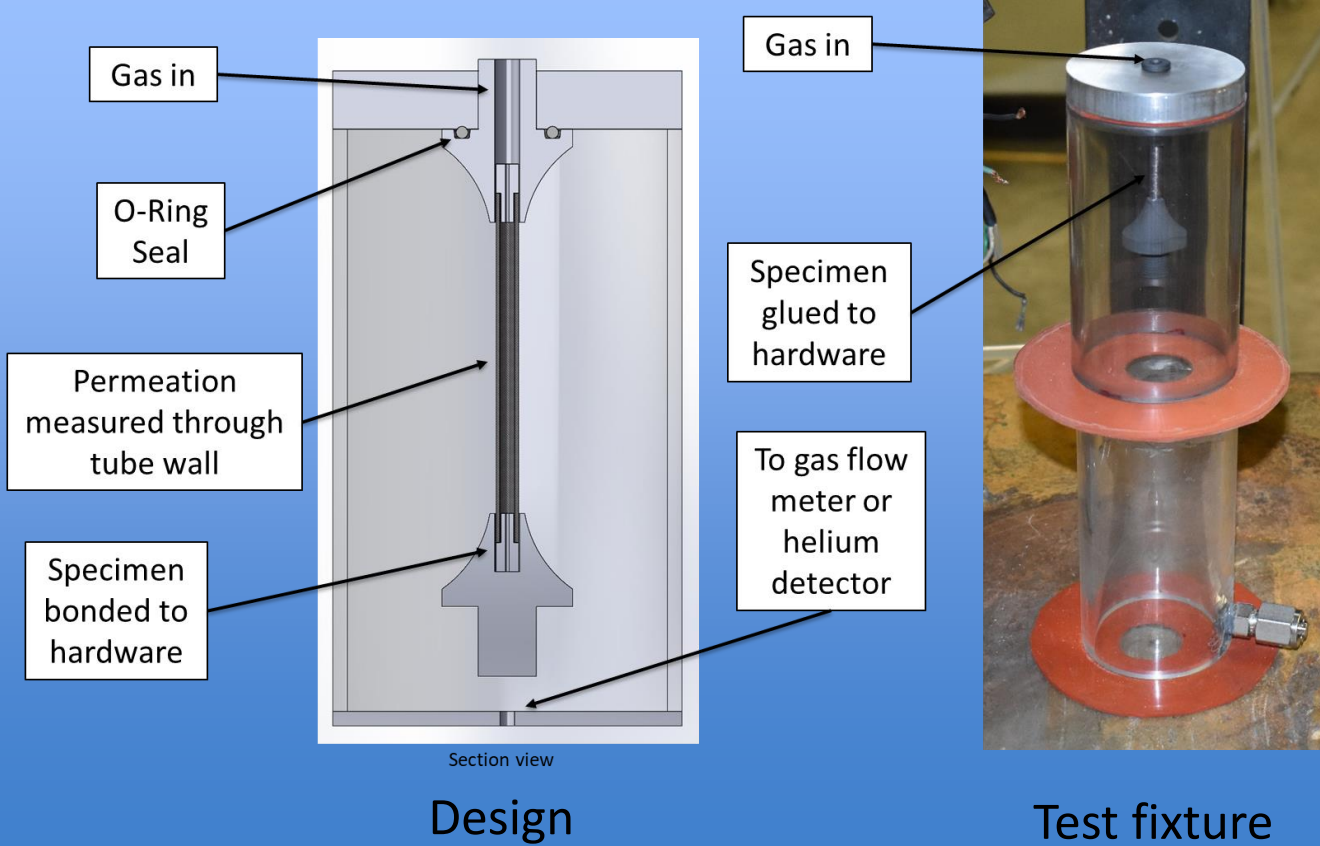 Gas in
O-Ring
Seal
Permeation
measured through
tube wall
Specimen
bonded to
hardware
Section view
Design
Gas in
Specimen
glued to
hardware
To gas flow
meter or
helium
detector
Test fixture